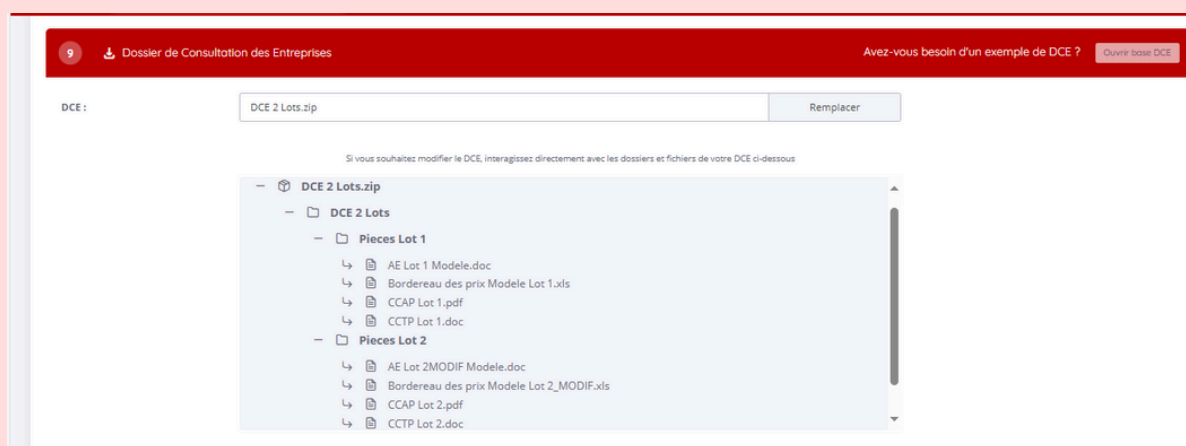 9 Dossier de Consultation des Entreprises Avez-vous besoin d'un exemple de DCE ? Ouvrir base DCE
DCE : DCE 2 Lots.zip Remplacer
Si vous souhaitez modifier le DCE, interagissez directement avec les dossiers et fichiers de votre DCE ci-dessous
DCE 2 Lots.zip
DCE 2 Lots
Pieces Lot 1
AE Lot 1 Modele.doc
Bordereau des prix Modele Lot 1.xls
CCAP Lot 1.pdf
CCTP Lot 1.doc
Pieces Lot 2
AE Lot 2MODIF Modele.doc
Bordereau des prix Modele Lot 2_MODIF.xls
CCAP Lot 2.pdf
CCTP Lot 2.doc